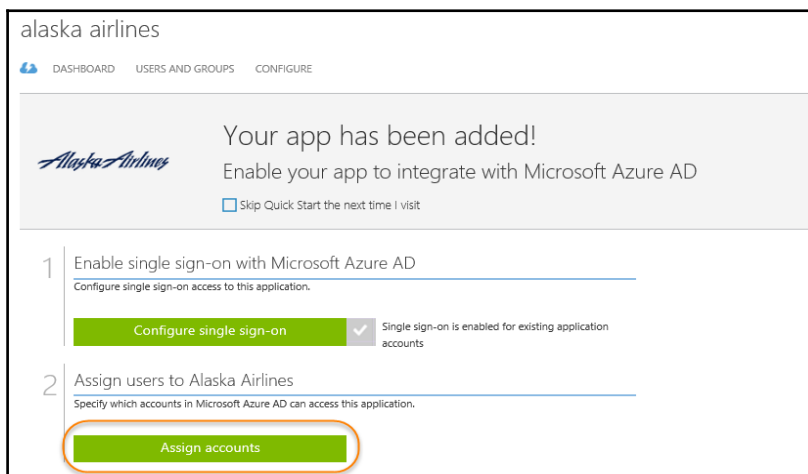 alaska airlines
DASHBOARD USERS AND GROUPS CONFIGURE
Alaska Airlines
Your app has been added!
Enable your app to integrate with Microsoft Azure AD
Skip Quick Start the next time I visit
1 Enable single sign-on with Microsoft Azure AD
Configure single sign-on access to this application.
Configure single sign-on
Single sign-on is enabled for existing application
accounts
2 Assign users to Alaska Airlines
Specify which accounts in Microsoft Azure AD can access this application.
Assign accounts